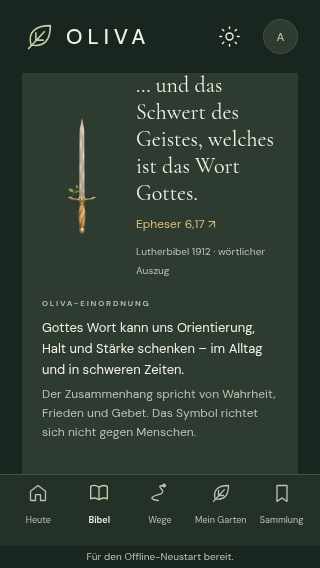 OLIVA
A
... und das
Schwert des
Geistes, welches
ist das Wort
Gottes.
Epheser 6,17 ↗
Lutherbibel 1912 · wörtlicher
Auszug
OLIVA-EINORDNUNG
Gottes Wort kann uns Orientierung,
Halt und Stärke schenken – im Alltag
und in schweren Zeiten.
Der Zusammenhang spricht von Wahrheit,
Frieden und Gebet. Das Symbol richtet
sich nicht gegen Menschen.
Heute Bibel Wege Mein Garten Sammlung
Für den Offline-Neustart bereit.